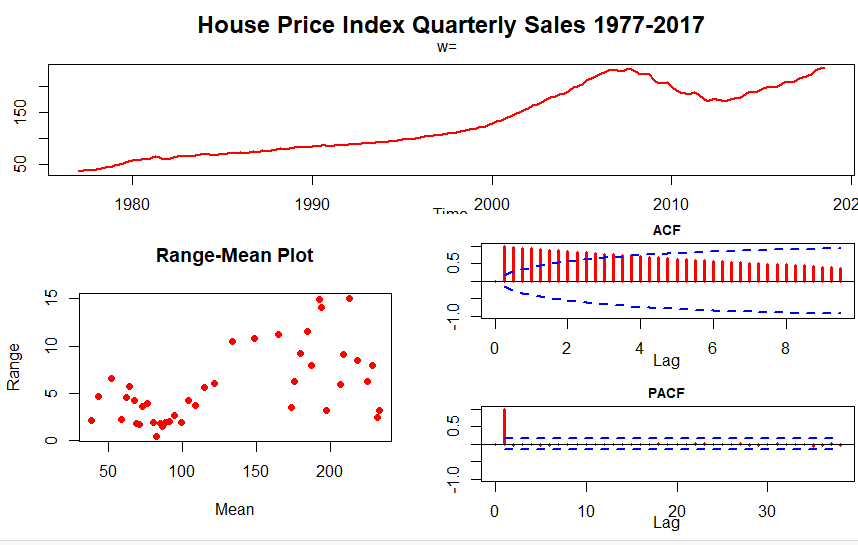 House Price Index Quarterly Sales 1977-2017
w=
50 150
1980 1990 2000 2010 202
Time
Range-Mean Plot
Range
0 5 10 15
50 100 150 200
Mean
ACF
-1.0 0.5
0 2 4 6 8
Lag
PACF
-1.0 0.5
0 10 20 30
Lag